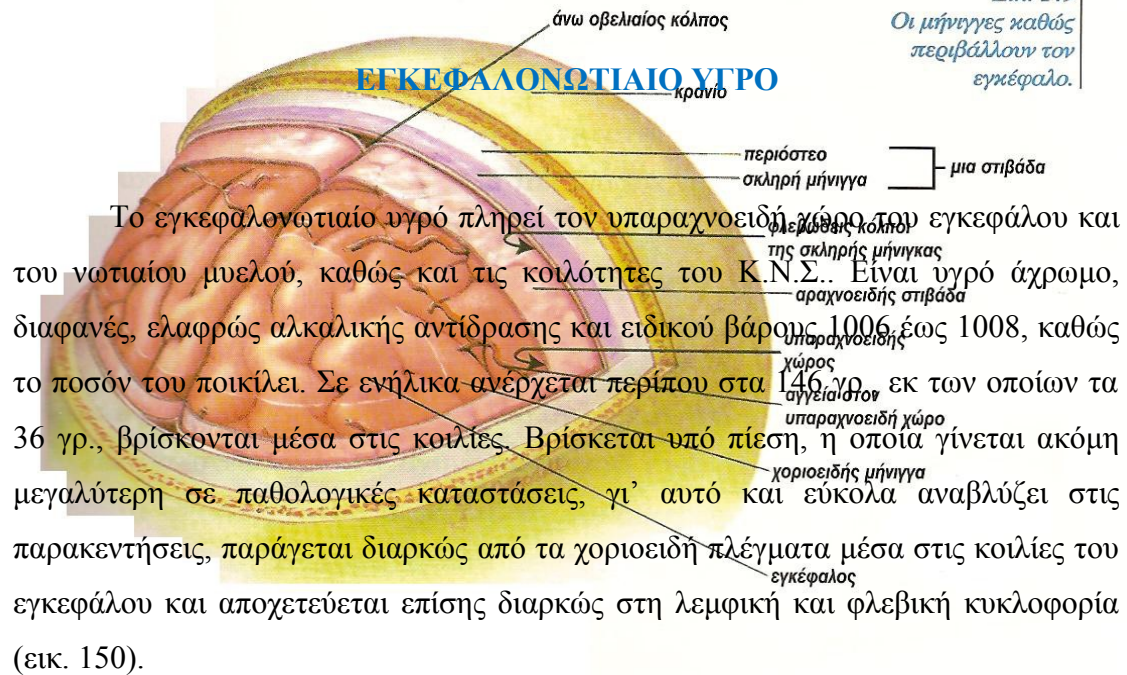 άνω οβελιαίος κόλπος
Οι μήνιγγες καθώς
περιβάλλουν τον
εγκέφαλο.
ΕΓΚΕΦΑΛΟΝΩΤΙΑΙΟ ΥΓΡΟ
κρανίο
περιόστεο
σκληρή μήνιγγα
μια στιβάδα
Το εγκεφαλονωτιαίο υγρό πληρεί τον υπαραχνοειδή χώρο του εγκεφάλου και
φλεβώδεις κόλποι
της σκληρής μήνιγκας
του νωτιαίου μυελού, καθώς και τις κοιλότητες του Κ.Ν.Σ.. Είναι υγρό άχρωμο,
αραχνοειδής στιβάδα
διαφανές, ελαφρώς αλκαλικής αντίδρασης και ειδικού βάρους 1006 έως 1008, καθώς
υπαραχνοειδής
χώρος
το ποσόν του ποικίλει. Σε ενήλικα ανέρχεται περίπου στα 146 γρ., εκ των οποίων τα
αγγεία στον
υπαραχνοειδή χώρο
36 γρ., βρίσκονται μέσα στις κοιλίες. Βρίσκεται υπό πίεση, η οποία γίνεται ακόμη
χοριοειδής μήνιγγα
μεγαλύτερη σε παθολογικές καταστάσεις, γι’ αυτό και εύκολα αναβλύζει στις
παρακεντήσεις, παράγεται διαρκώς από τα χοριοειδή πλέγματα μέσα στις κοιλίες του
εγκέφαλος
εγκεφάλου και αποχετεύεται επίσης διαρκώς στη λεμφική και φλεβική κυκλοφορία
(εικ. 150).